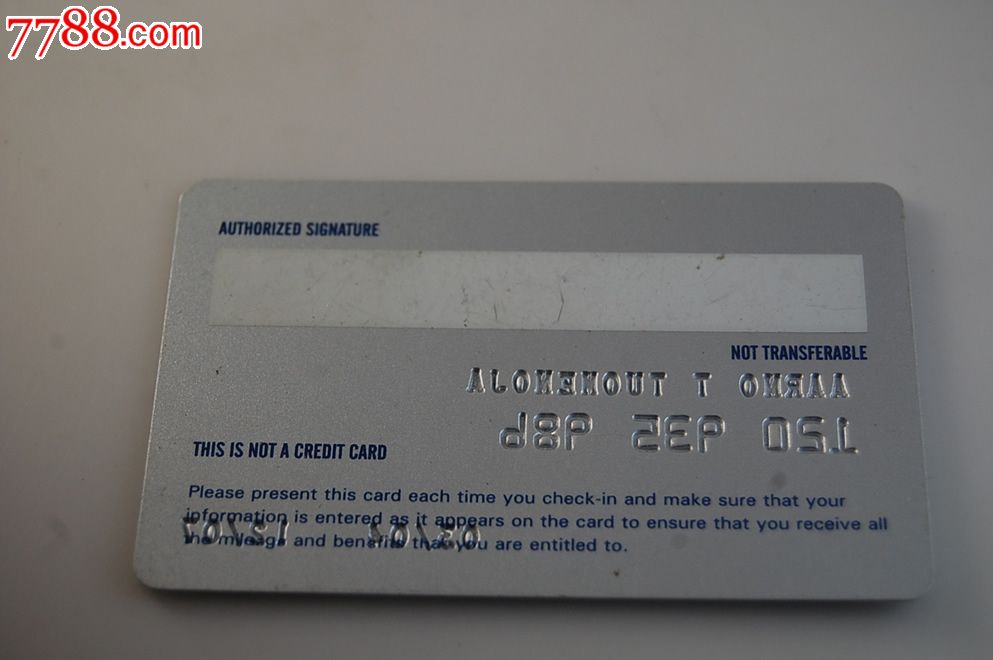 7788.com
AUTHORIZED SIGNATURE
NOT TRANSFERABLE
AARNO T TUOMENOJA
THIS IS NOT A CREDIT CARD
Please present this card each time you check-in and make sure that your
information is entered as it appears on the card to ensure that you receive all
the mileage and benefits that you are entitled to.